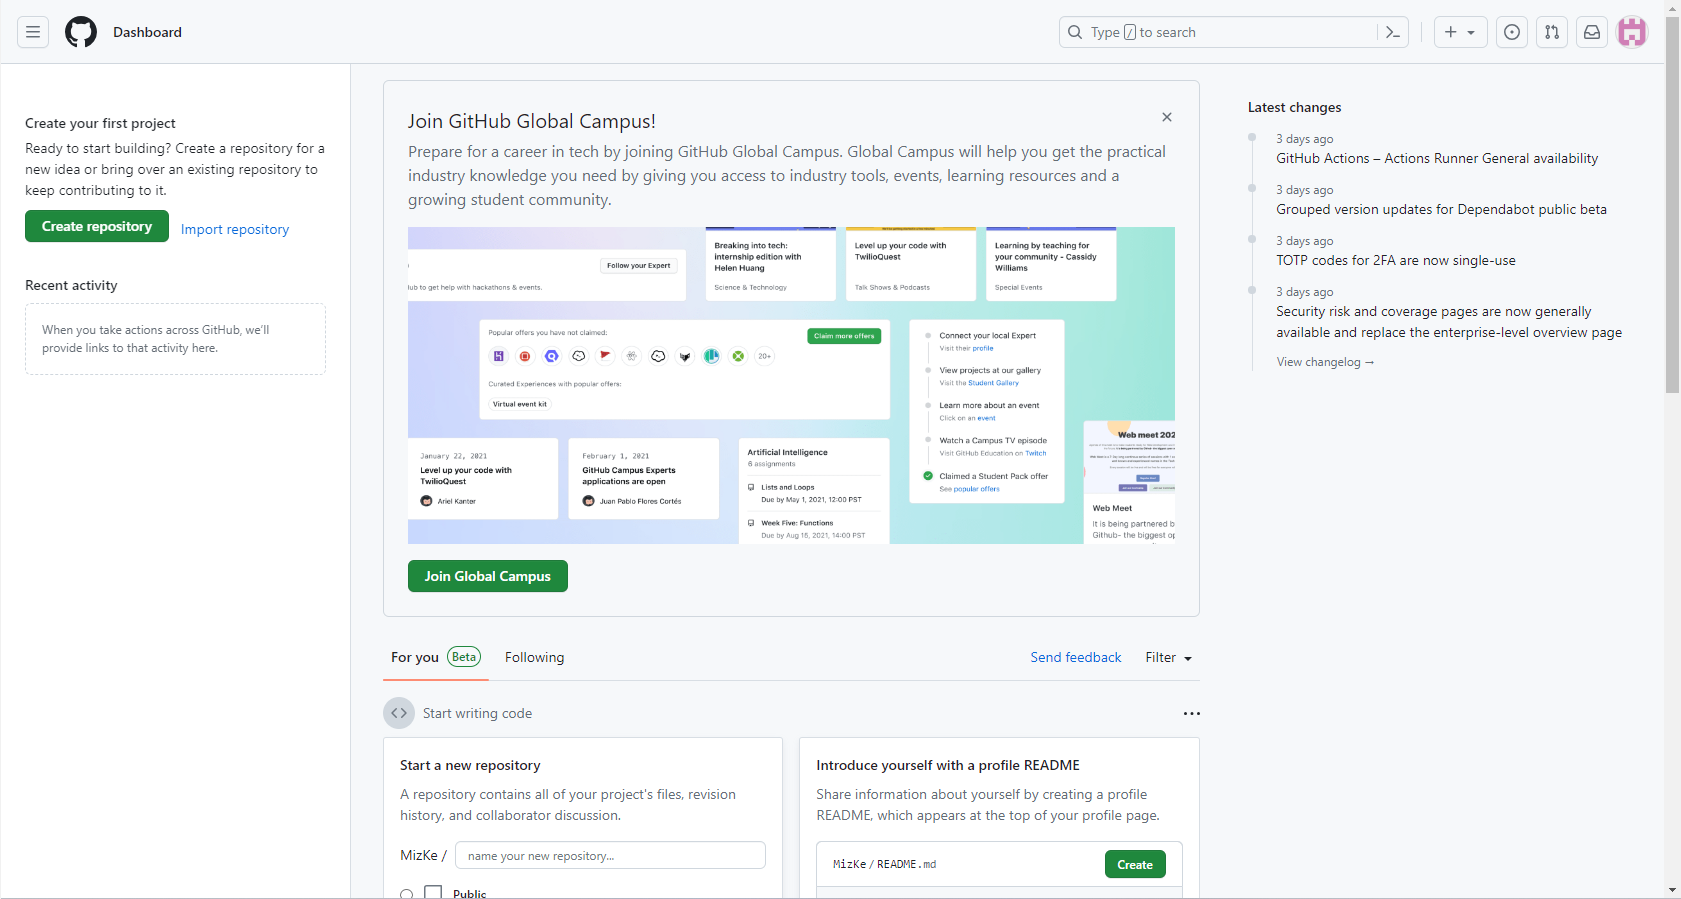 Dashboard
Type / to search
Create your first project
Ready to start building? Create a repository for a
new idea or bring over an existing repository to
keep contributing to it.
Create repository
Import repository
Recent activity
When you take actions across GitHub, we'll
provide links to that activity here.
Join GitHub Global Campus!
Prepare for a career in tech by joining GitHub Global Campus. Global Campus will help you get the practical
industry knowledge you need by giving you access to industry tools, events, learning resources and a
growing student community.
Follow your Expert
to get help with hackathons & events.
Breaking into tech:
internship edition with
Helen Huang
Science & Technology
Level up your code with
TwilioQuest
Talk Shows & Podcasts
Learning by teaching for
your community - Cassidy
Williams
Special Events
Popular offers you have not claimed:
Claim more offers
20+
Curated Experiences with popular offers:
Virtual event kit
Connect your local Expert
Visit their profile
View projects at our gallery
Visit the Student Gallery
Learn more about an event
Click on an event
Watch a Campus TV episode
Visit GitHub Education on Twitch
Claimed a Student Pack offer
See popular offers
January 22, 2021
Level up your code with
TwilioQuest
Ariel Kanter
February 1, 2021
GitHub Campus Experts
applications are open
Juan Pablo Flores Cortés
Artificial Intelligence
6 assignments
Lists and Loops
Due by May 1, 2021, 12:00 PST
Week Five: Functions
Due by Aug 18, 2021, 14:00 PST
Web meet 202
Web Meet
It is being partnered b
Github- the biggest op
Join Global Campus
For you Beta
Following
Send feedback
Filter
Start writing code
Start a new repository
A repository contains all of your project's files, revision
history, and collaborator discussion.
MizKe /
name your new repository...
Public
Introduce yourself with a profile README
Share information about yourself by creating a profile
README, which appears at the top of your profile page.
MizKe / README.md
Create
Latest changes
3 days ago
GitHub Actions – Actions Runner General availability
3 days ago
Grouped version updates for Dependabot public beta
3 days ago
TOTP codes for 2FA are now single-use
3 days ago
Security risk and coverage pages are now generally
available and replace the enterprise-level overview page
View changelog →